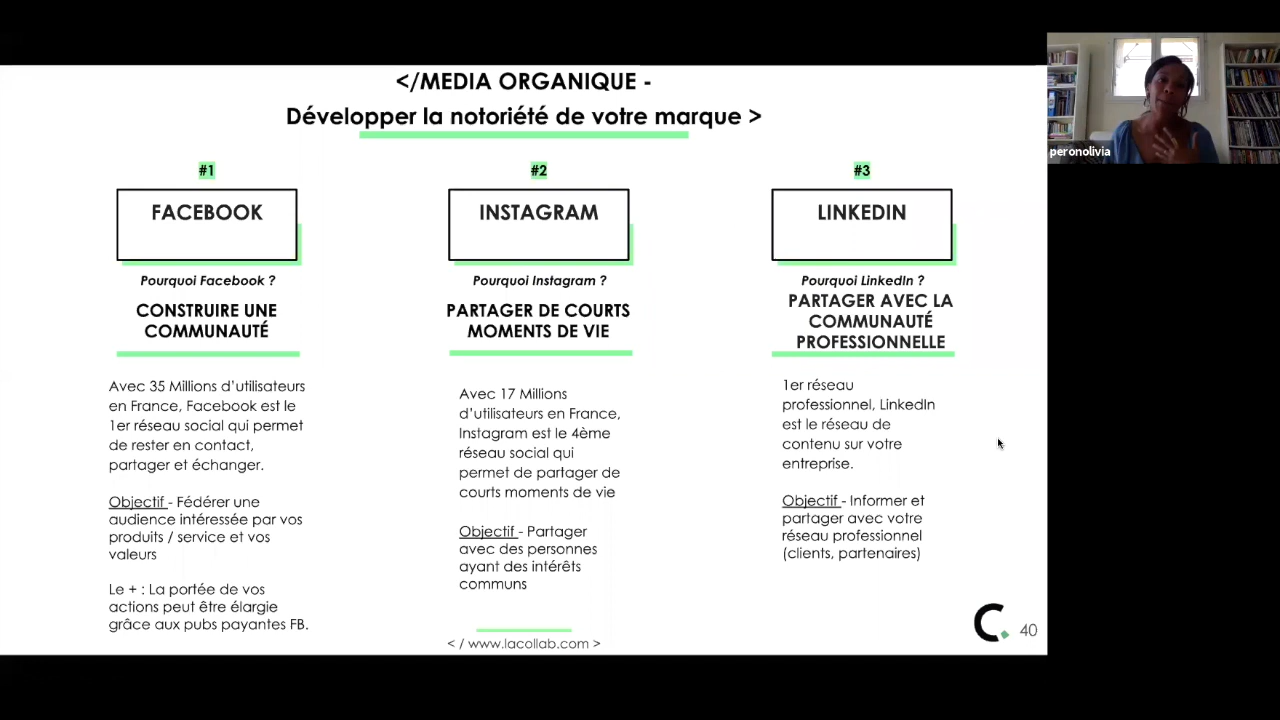 </MEDIA ORGANIQUE -
Développer la notoriété de votre marque >
#1
FACEBOOK
Pourquoi Facebook ?
CONSTRUIRE UNE
COMMUNAUTÉ
Avec 35 Millions d'utilisateurs
en France, Facebook est le
1er réseau social qui permet
de rester en contact,
partager et échanger.
Objectif - Fédérer une
audience intéressée par vos
produits / service et vos
valeurs
Le + : La portée de vos
actions peut être élargie
grâce aux pubs payantes FB.
#2
INSTAGRAM
Pourquoi Instagram ?
PARTAGER DE COURTS
MOMENTS DE VIE
Avec 17 Millions
d'utilisateurs en France,
Instagram est le 4ème
réseau social qui
permet de partager de
courts moments de vie
Objectif - Partager
avec des personnes
ayant des intérêts
communs
#3
LINKEDIN
Pourquoi LinkedIn ?
PARTAGER AVEC LA
COMMUNAUTÉ
PROFESSIONNELLE
1er réseau
professionnel, LinkedIn
est le réseau de
contenu sur votre
entreprise.
Objectif - Informer et
partager avec votre
réseau professionnel
(clients, partenaires)
< / www.lacollab.com >
C.
40
peronolivia